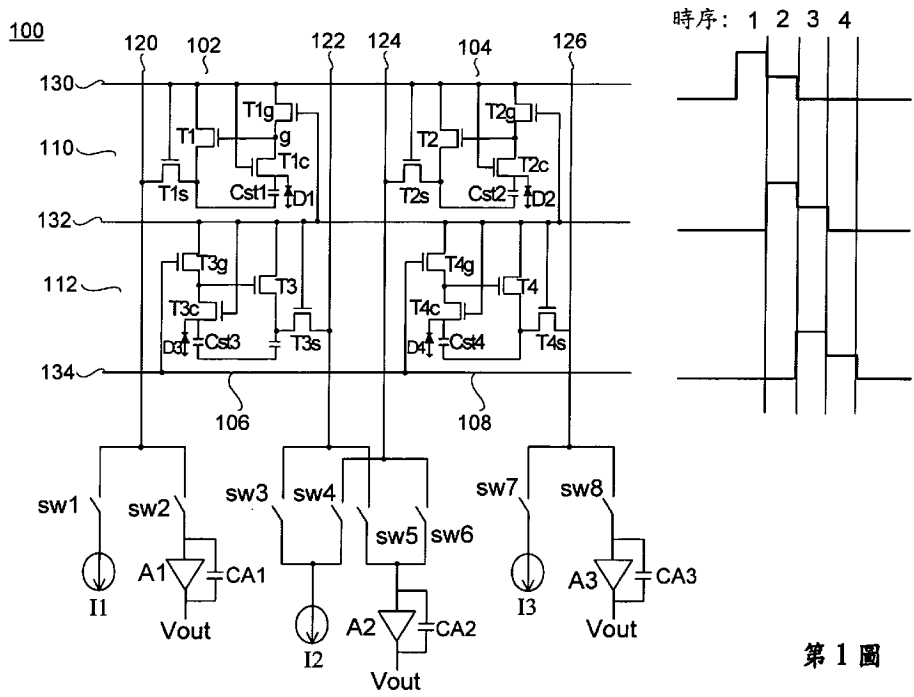 100
120
102
122
124
104
126
時序: 1 2 3 4
130
T1g
T2g
T1
g
T2
110
T1c
T2c
T1s
Cst1
D1
T2s
Cst2
D2
132
T3g
T3
T4g
T4
112
T3c
T4c
D3
Cst3
T3s
D4
Cst4
T4s
134
106
108
sw1
sw2
sw3
sw4
sw5
sw6
sw7
sw8
A1
CA1
A3
CA3
I1
I3
Vout
A2
CA2
Vout
I2
Vout
第1圖